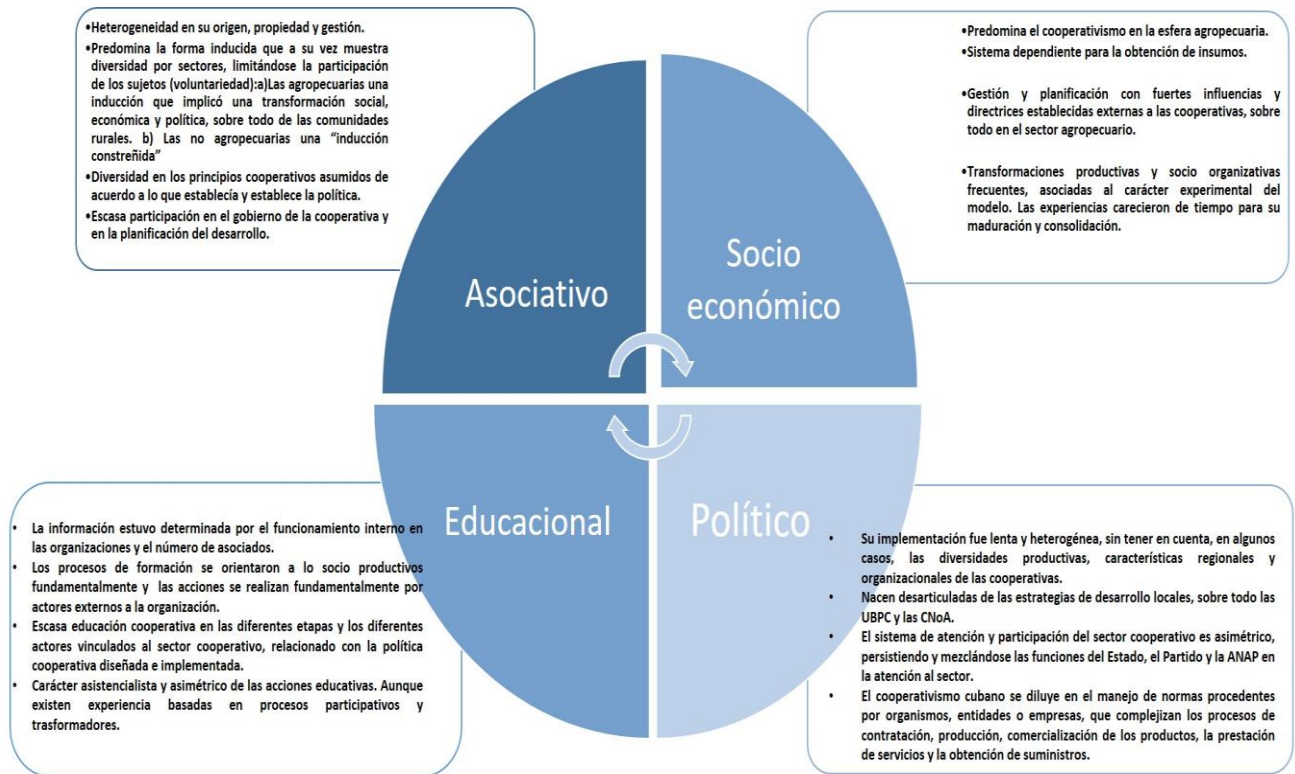 •Heterogeneidad en su origen, propiedad y gestión.
•Predomina la forma inducida que a su vez muestra
diversidad por sectores, limitándose la participación
de los sujetos (voluntariedad):a)Las agropecuarias una
inducción que implicó una transformación social,
económica y política, sobre todo de las comunidades
rurales. b) Las no agropecuarias una “inducción
constreñida”
•Diversidad en los principios cooperativos asumidos de
acuerdo a lo que establecía y establece la política.
•Escasa participación en el gobierno de la cooperativa y
en la planificación del desarrollo.
•Predomina el cooperativismo en la esfera agropecuaria.
•Sistema dependiente para la obtención de insumos.
•Gestión y planificación con fuertes influencias y
directrices establecidas externas a las cooperativas, sobre
todo en el sector agropecuario.
•Transformaciones productivas y socio organizativas
frecuentes, asociadas al carácter experimental del
modelo. Las experiencias carecieron de tiempo para su
maduración y consolidación.
Asociativo
Socio
económico
Educacional
Político
• La información estuvo determinada por el funcionamiento interno en
las organizaciones y el número de asociados.
• Los procesos de formación se orientaron a lo socio productivos
fundamentalmente y las acciones se realizan fundamentalmente por
actores externos a la organización.
• Escasa educación cooperativa en las diferentes etapas y los diferentes
actores vinculados al sector cooperativo, relacionado con la política
cooperativa diseñada e implementada.
• Carácter asistencialista y asimétrico de las acciones educativas. Aunque
existen experiencia basadas en procesos participativos y
trasformadores.
• Su implementación fue lenta y heterogénea, sin tener en cuenta, en algunos
casos, las diversidades productivas, características regionales y
organizacionales de las cooperativas.
• Nacen desarticuladas de las estrategias de desarrollo locales, sobre todo las
UBPC y las CNoA.
• El sistema de atención y participación del sector cooperativo es asimétrico,
persistiendo y mezclándose las funciones del Estado, el Partido y la ANAP en
la atención al sector.
• El cooperativismo cubano se diluye en el manejo de normas procedentes
por organismos, entidades o empresas, que complejizan los procesos de
contratación, producción, comercialización de los productos, la prestación
de servicios y la obtención de suministros.